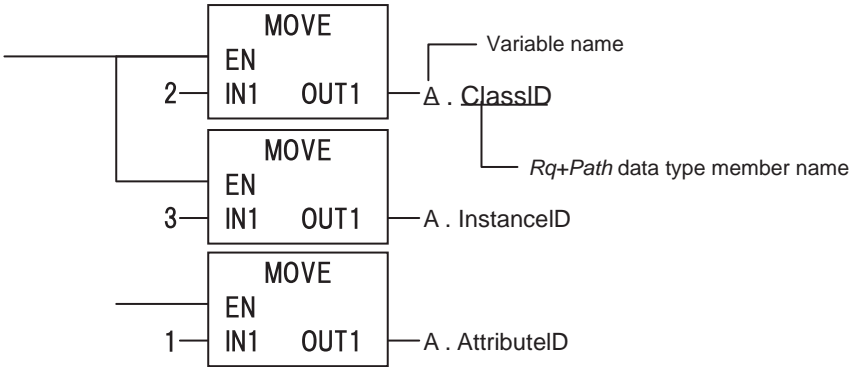 MOVE
Variable name
EN
2 IN1 OUT1 A . ClassID
MOVE
Rq+Path data type member name
EN
3 IN1 OUT1 A . InstanceID
MOVE
EN
1 IN1 OUT1 A . AttributeID